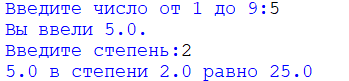 Введите число от 1 до 9:5
Вы ввели 5.0.
Введите степень:2
5.0 в степени 2.0 равно 25.0